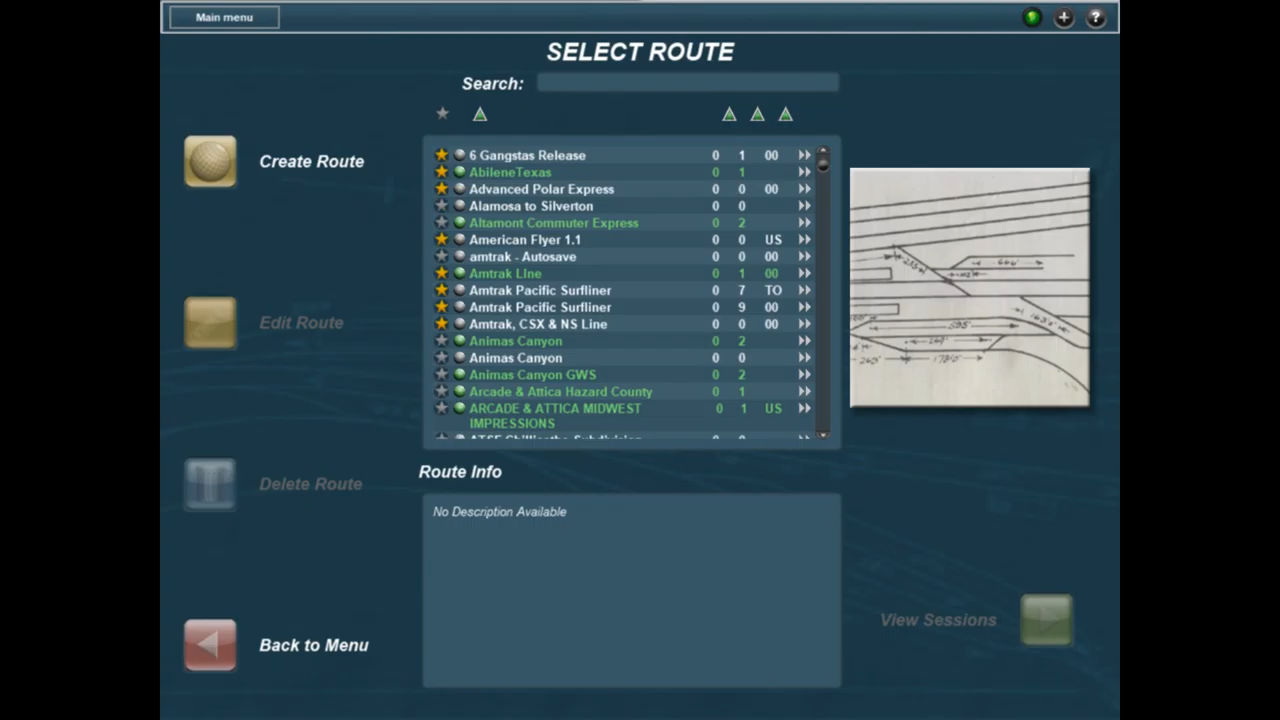 Main menu
?
SELECT ROUTE
Search:
Create Route
Edit Route
Delete Route
Back to Menu
6 Gangstas Release 0 1 00
AbileneTexas 0 1
Advanced Polar Express 0 0 00
Alamosa to Silverton 0 0
Altamont Commuter Express 0 2
American Flyer 1.1 0 0 US
amtrak - Autosave 0 0 00
Amtrak LIne 0 1 00
Amtrak Pacific Surfliner 0 7 TO
Amtrak Pacific Surfliner 0 9 00
Amtrak, CSX & NS Line 0 0 00
Animas Canyon 0 2
Animas Canyon 0 0
Animas Canyon GWS 0 2
Arcade & Attica Hazard County 0 1
ARCADE & ATTICA MIDWEST 0 1 US
IMPRESSIONS
Route Info
No Description Available
View Sessions